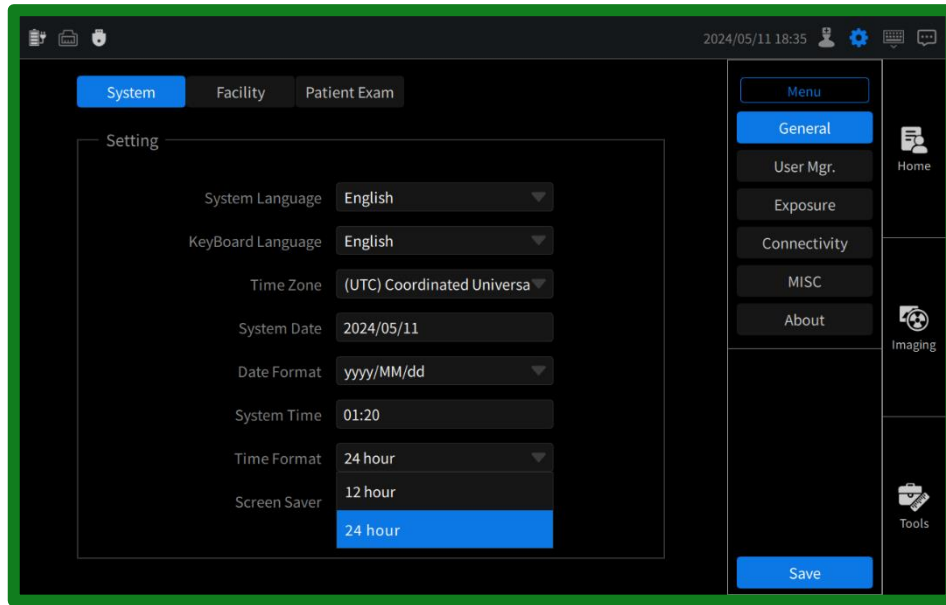 2024/05/11 18:35
System Facility Patient Exam
Setting
System Language English
KeyBoard Language English
Time Zone (UTC) Coordinated Universa
System Date 2024/05/11
Date Format yyyy/MM/dd
System Time 01:20
Time Format 24 hour
12 hour
Screen Saver
24 hour
Menu
General
User Mgr.
Exposure
Connectivity
MISC
About
Save
Home
Imaging
Tools